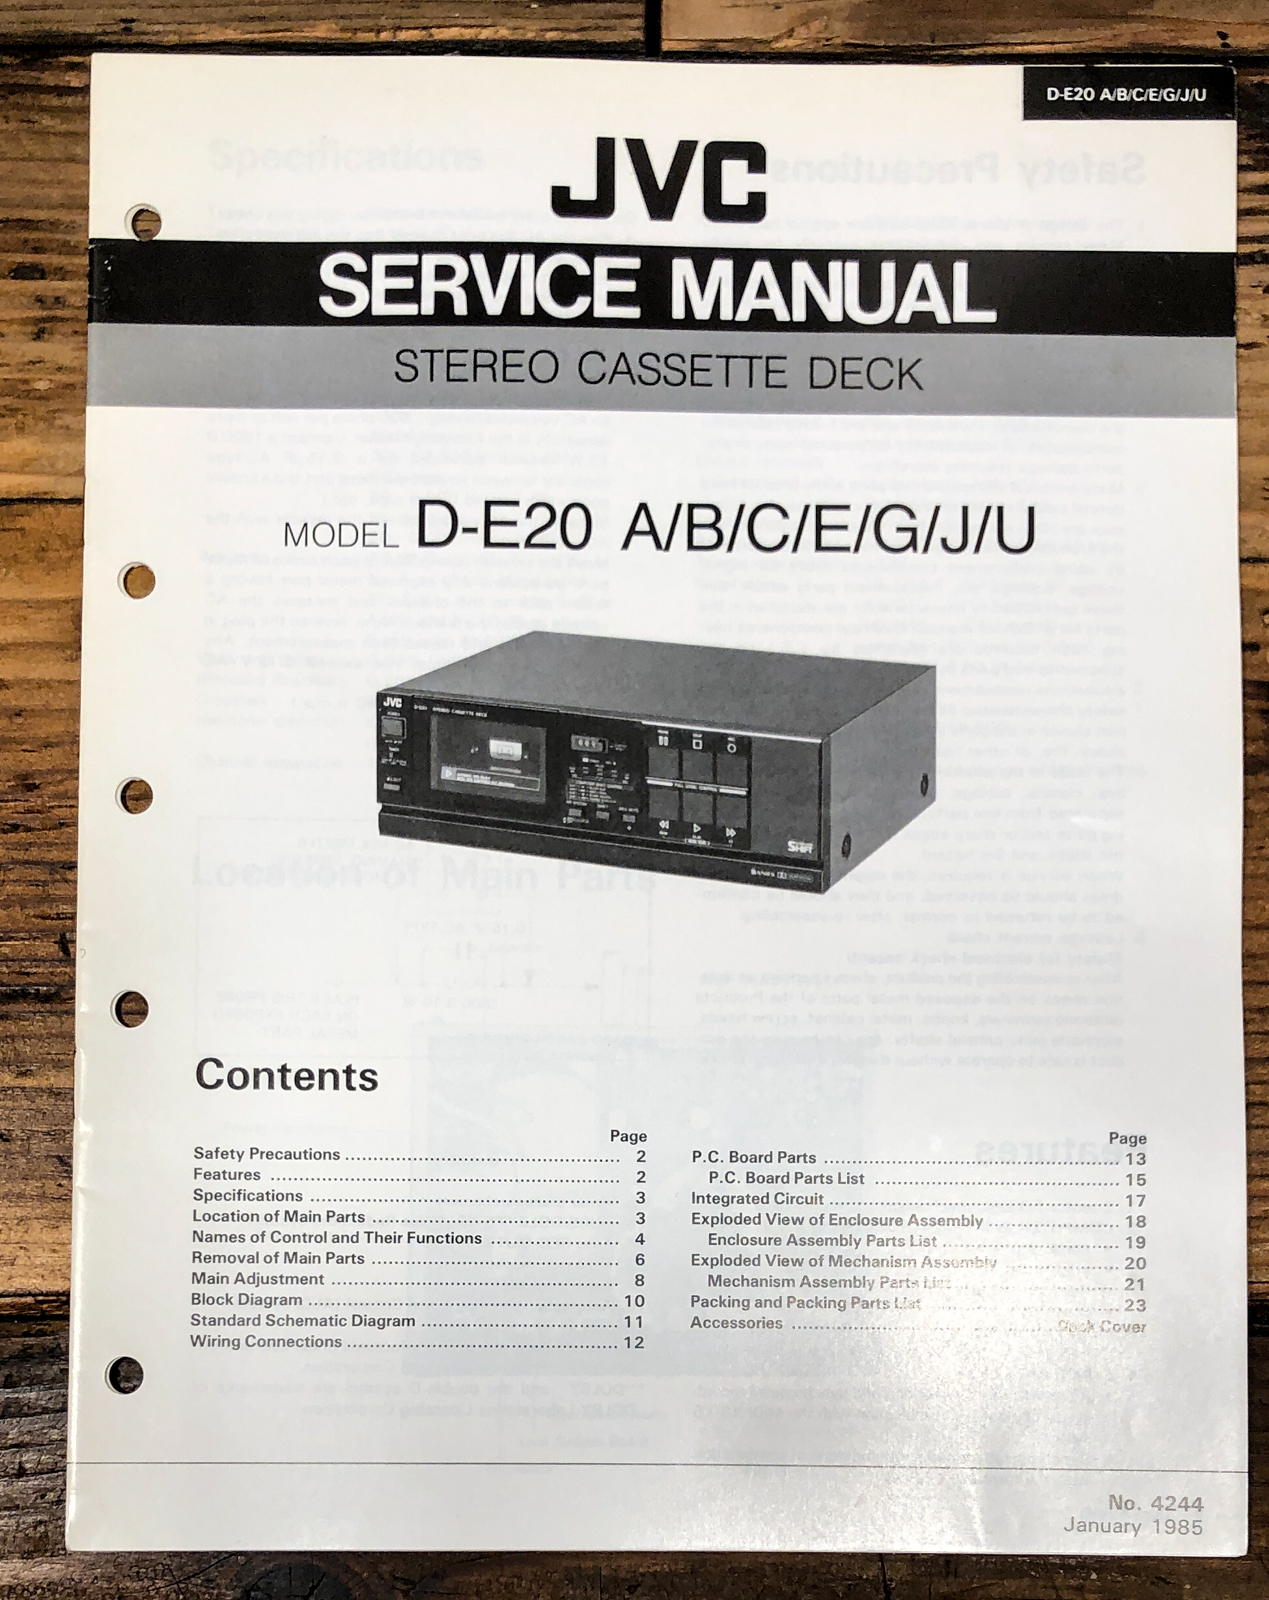 D-E20 A/B/C/E/G/J/U
JVC
SERVICE MANUAL
STEREO CASSETTE DECK
MODEL D-E20 A/B/C/E/G/J/U
JVC
STEREO CASSETTE DECK
Contents
Page
Safety Precautions ........ 2
Features ........ 2
Specifications ........ 3
Location of Main Parts ........ 3
Names of Control and Their Functions ........ 4
Removal of Main Parts ........ 6
Main Adjustment ........ 8
Block Diagram ........ 10
Standard Schematic Diagram ........ 11
Wiring Connections ........ 12
Page
P.C. Board Parts ........ 13
P.C. Board Parts List ........ 15
Integrated Circuit ........ 17
Exploded View of Enclosure Assembly ........ 18
Enclosure Assembly Parts List ........ 19
Exploded View of Mechanism Assembly ........ 20
Mechanism Assembly Parts List ........ 21
Packing and Packing Parts List ........ 23
Accessories ........ Back Cover
No. 4244
January 1985